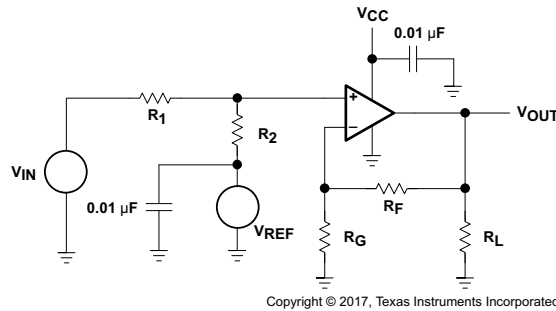 VCC
0.01 µF
R1
R2
+
−
VOUT
VIN
0.01 µF
VREF
RF
RG
RL
Copyright © 2017, Texas Instruments Incorporated